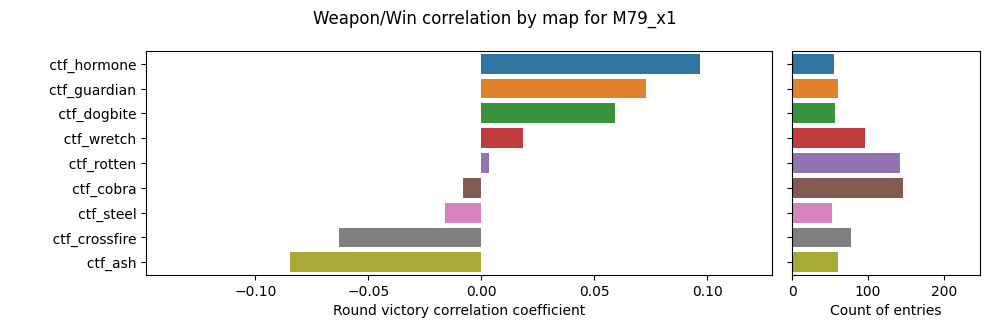 Weapon/Win correlation by map for M79_x1
ctf_hormone
ctf_guardian
ctf_dogbite
ctf_wretch
ctf_rotten
ctf_cobra
ctf_steel
ctf_crossfire
ctf_ash
−0.10 −0.05 0.00 0.05 0.10
Round victory correlation coefficient
0 100 200
Count of entries